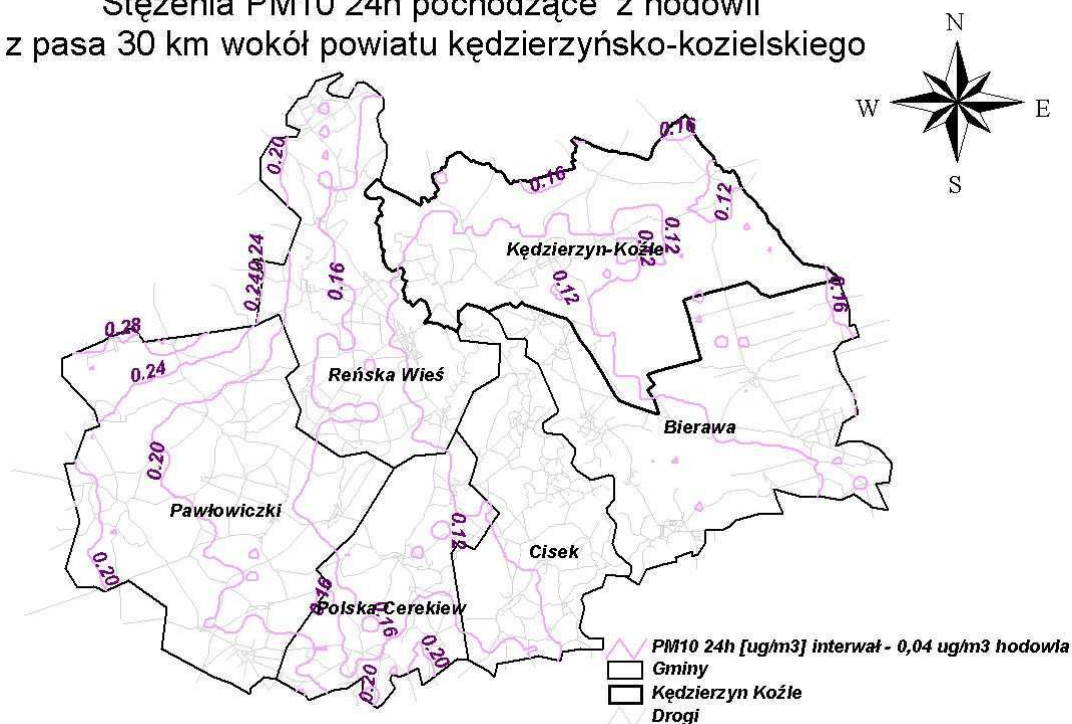 Stężenia PM10 24h pochodzące z hodowli
z pasa 30 km wokół powiatu kędzierzyńsko-kozielskiego
N
W
E
S
0.16
0.20
0.16
0.12
0.24
0.24
0.16
Kędzierzyn-Koźle
0.12
0.12
0.12
0.16
0.28
0.24
Reńska Wieś
Bierawa
0.20
Pawłowiczki
0.12
Cisek
0.20
0.16
Polska Cerekiew
0.16
0.20
0.20
PM10 24h [ug/m3] interwał - 0,04 ug/m3 hodowla
Gminy
Kędzierzyn Koźle
Drogi